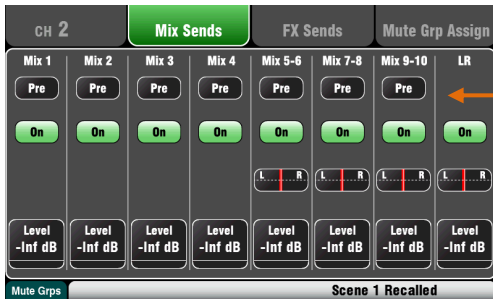 CH 2 Mix Sends FX Sends Mute Grp Assign
Mix 1 Mix 2 Mix 3 Mix 4 Mix 5-6 Mix 7-8 Mix 9-10 LR
Pre Pre Pre Pre Pre Pre Pre
On On On On On On On On
L R L R L R L R
Level Level Level Level Level Level Level Level
-Inf dB -Inf dB -Inf dB -Inf dB -Inf dB -Inf dB -Inf dB -Inf dB
Mute Grps Scene 1 Recalled